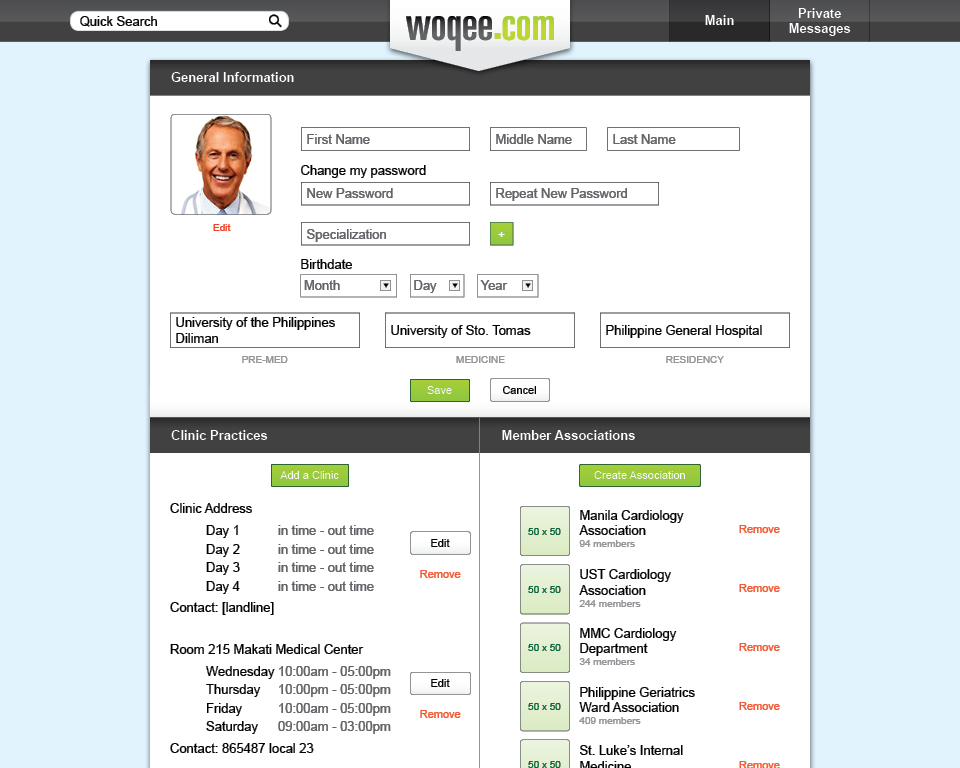 Quick Search
woqee.com
Main
Private
Messages
General Information
First Name
Middle Name
Last Name
Change my password
New Password
Repeat New Password
Edit
Specialization
+
Birthdate
Month
Day
Year
University of the Philippines
Diliman
University of Sto. Tomas
Philippine General Hospital
PRE-MED
MEDICINE
RESIDENCY
Save
Cancel
Clinic Practices
Add a Clinic
Clinic Address
Day 1 in time - out time
Day 2 in time - out time
Day 3 in time - out time
Day 4 in time - out time
Edit
Remove
Contact: [landline]
Room 215 Makati Medical Center
Wednesday 10:00am - 05:00pm
Thursday 10:00pm - 05:00pm
Friday 10:00am - 05:00pm
Saturday 09:00am - 03:00pm
Edit
Remove
Contact: 865487 local 23
Member Associations
Create Association
50 x 50
Manila Cardiology
Association
94 members
Remove
50 x 50
UST Cardiology
Association
244 members
Remove
50 x 50
MMC Cardiology
Department
34 members
Remove
50 x 50
Philippine Geriatrics
Ward Association
409 members
Remove
50 x 50
St. Luke's Internal
Medicine
Remove